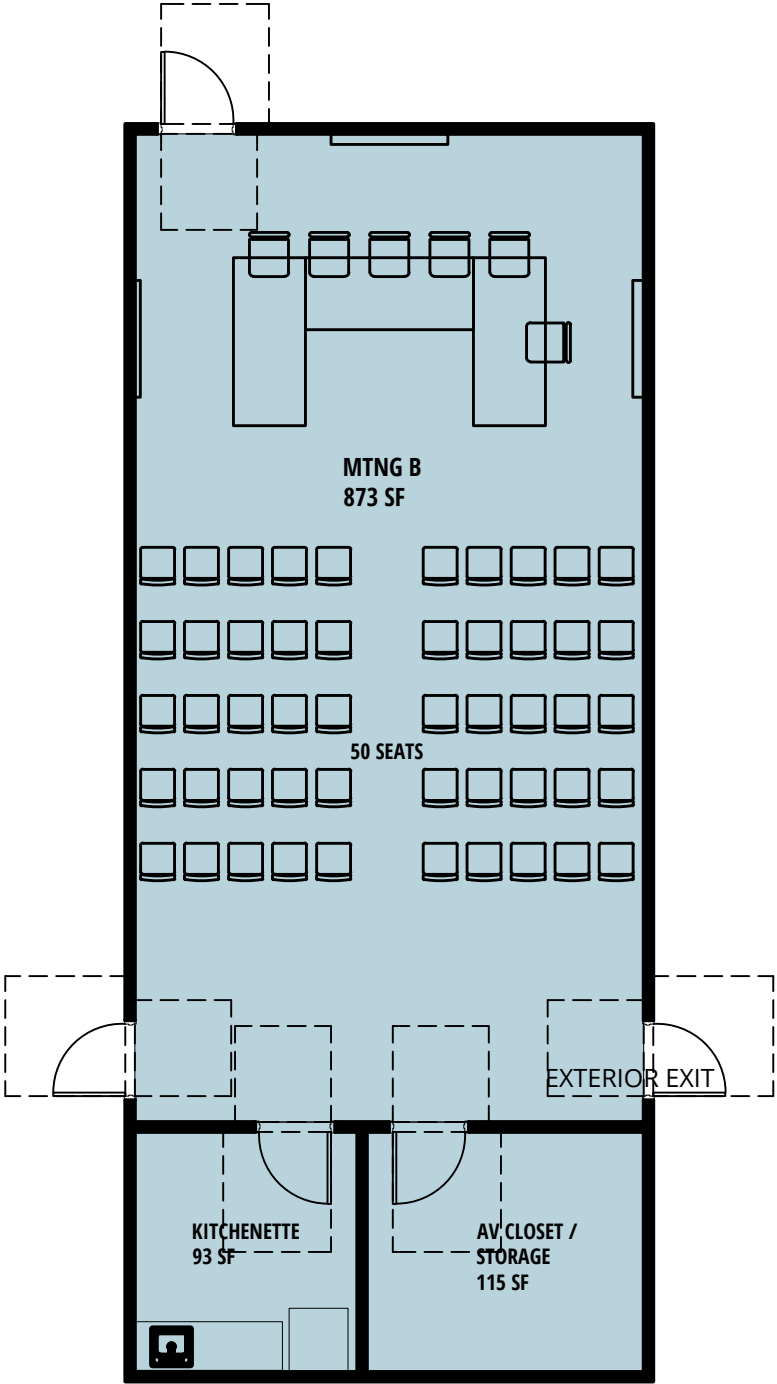 MTNG B
873 SF
50 SEATS
EXTERIOR EXIT
KITCHENETTE
93 SF
AV CLOSET /
STORAGE
115 SF